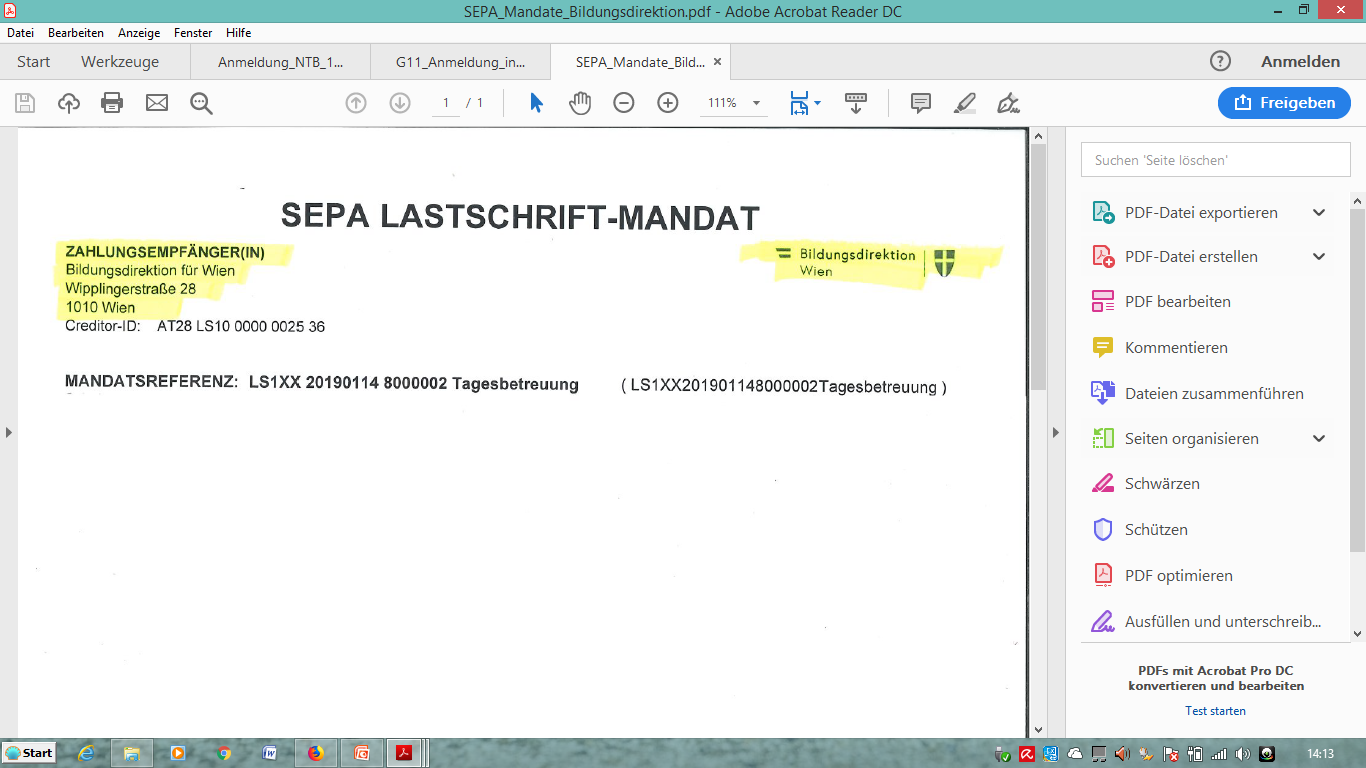 SEPA_Mandate_Bildungsdirektion.pdf - Adobe Acrobat Reader DC
Datei Bearbeiten Anzeige Fenster Hilfe
Start Werkzeuge Anmeldung_NTB_1... G11_Anmeldung_in... SEPA_Mandate_Bild... Anmelden
1 / 1 111% Freigeben
Suchen 'Seite löschen'
SEPA LASTSCHRIFT-MANDAT
ZAHLUNGSEMPFÄNGER(IN)
Bildungsdirektion für Wien
Wipplingerstraße 28
1010 Wien
Creditor-ID: AT28 LS10 0000 0025 36
Bildungsdirektion
Wien
MANDATSREFERENZ: LS1XX 20190114 8000002 Tagesbetreuung ( LS1XX201901148000002Tagesbetreuung )
PDF-Datei exportieren
PDF-Datei erstellen
PDF bearbeiten
Kommentieren
Dateien zusammenführen
Seiten organisieren
Schwärzen
Schützen
PDF optimieren
Ausfüllen und unterschreib...
PDFs mit Acrobat Pro DC
konvertieren und bearbeiten
Test starten
Start 14:13